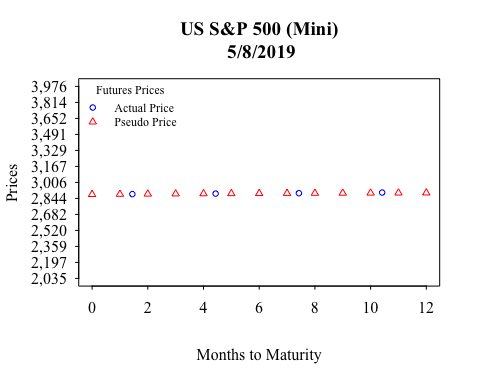 US S&P 500 (Mini)
5/8/2019
Futures Prices
Actual Price
Pseudo Price
Prices
3,976
3,814
3,652
3,491
3,329
3,167
3,006
2,844
2,682
2,520
2,359
2,197
2,035
0 2 4 6 8 10 12
Months to Maturity